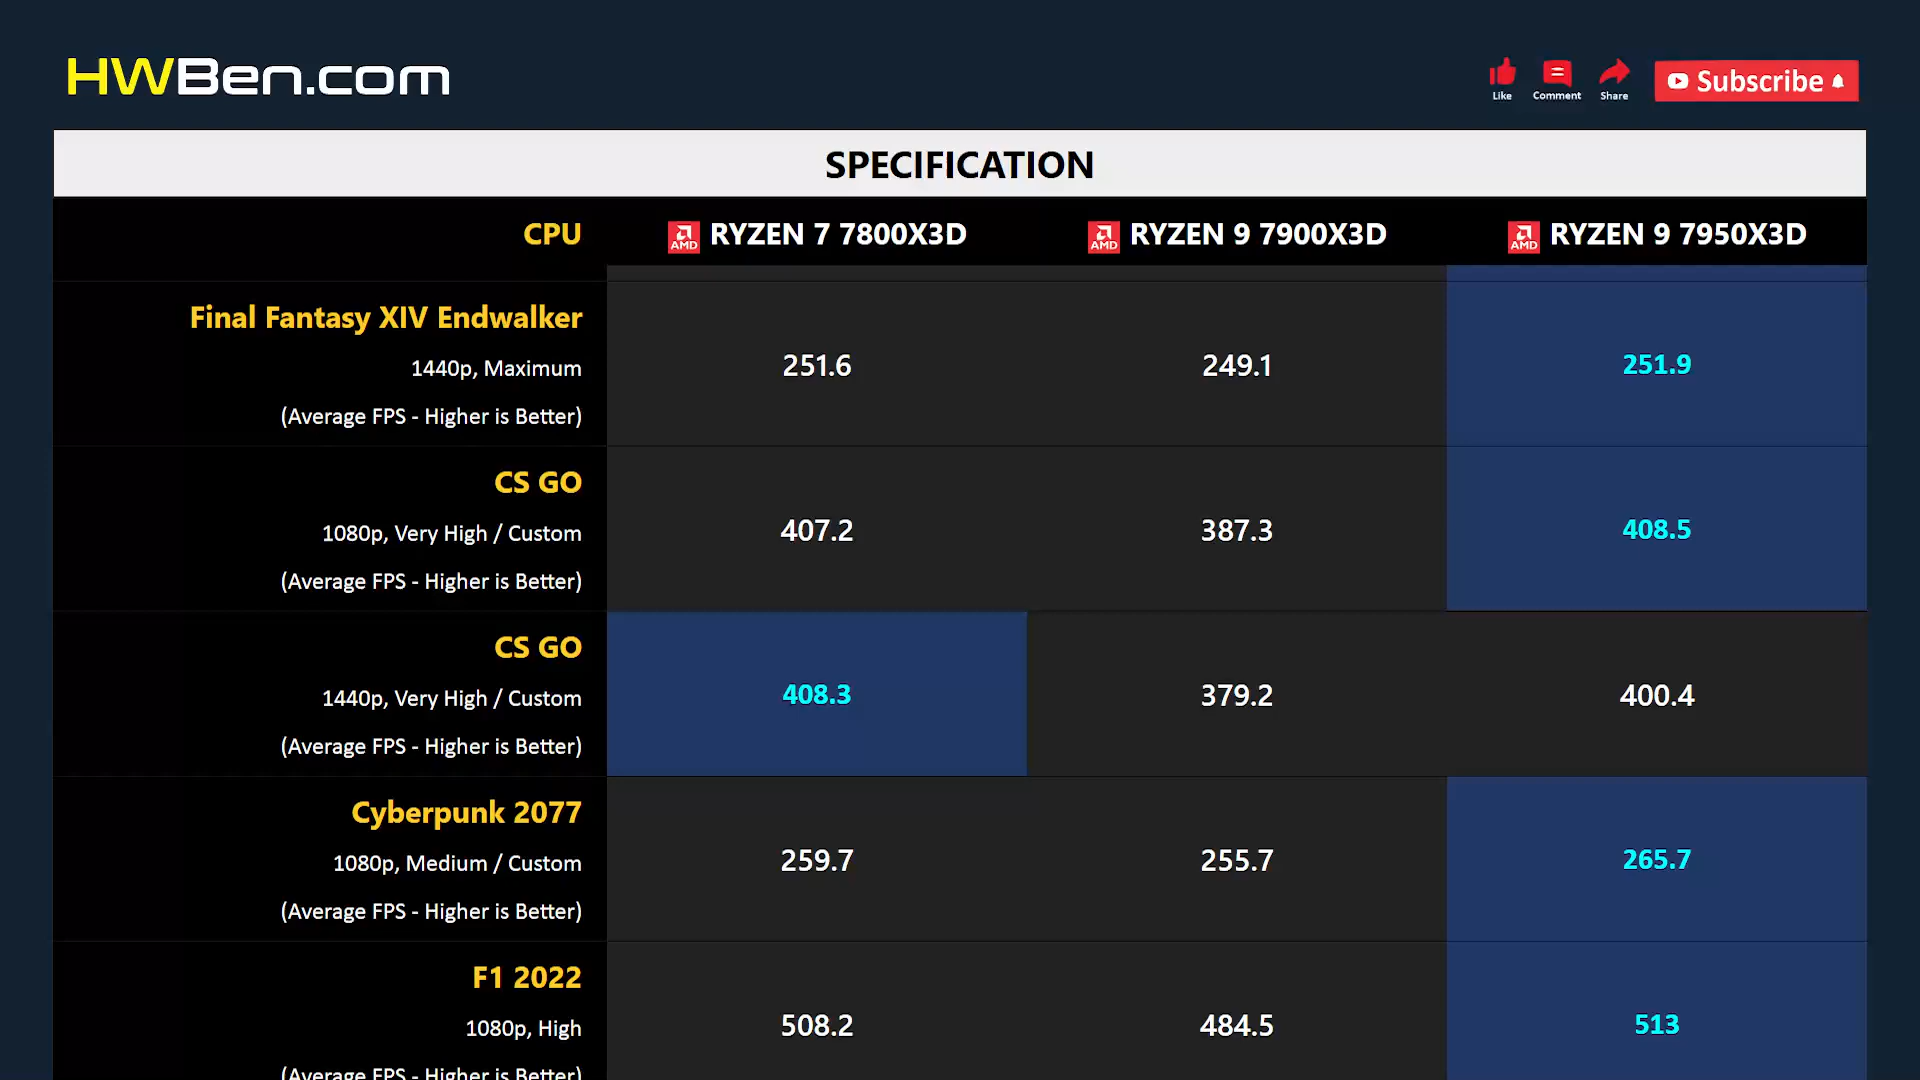 HWBen.com
Like
Comment
Share
Subscribe
SPECIFICATION
CPU
AMD RYZEN 7 7800X3D
AMD RYZEN 9 7900X3D
AMD RYZEN 9 7950X3D
Final Fantasy XIV Endwalker
1440p, Maximum
(Average FPS - Higher is Better)
251.6
249.1
251.9
CS GO
1080p, Very High / Custom
(Average FPS - Higher is Better)
407.2
387.3
408.5
CS GO
1440p, Very High / Custom
(Average FPS - Higher is Better)
408.3
379.2
400.4
Cyberpunk 2077
1080p, Medium / Custom
(Average FPS - Higher is Better)
259.7
255.7
265.7
F1 2022
1080p, High
(Average FPS - Higher is Better)
508.2
484.5
513